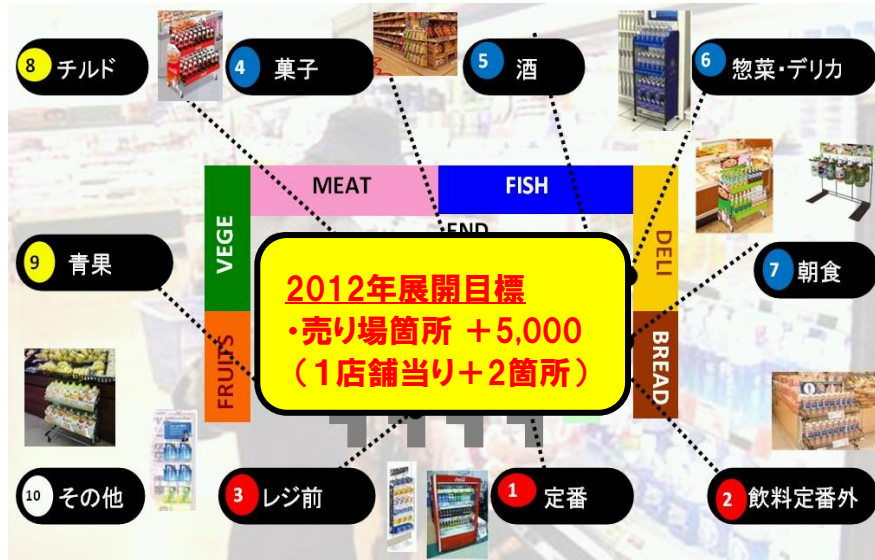 8 チルド
4 菓子
5 酒
6 惣菜・デリカ
MEAT
FISH
VEGE
END
DELI
9 青果
7 朝食
2012年展開目標
・売り場箇所 +5,000
(1店舗当り+2箇所)
FRUITS
BREAD
10 その他
3 レジ前
1 定番
2 飲料定番外